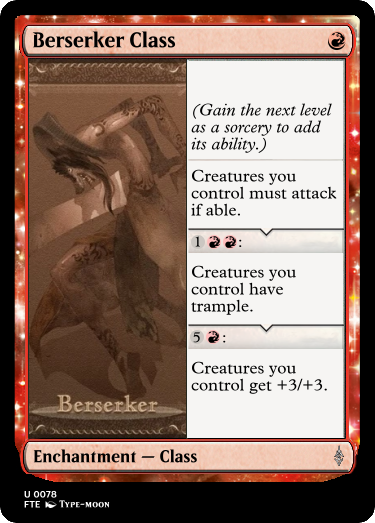 Berserker Class
(Gain the next level
as a sorcery to add
its ability.)
Creatures you
control must attack
if able.
1 :
Creatures you
control have
trample.
5 :
Creatures you
control get +3/+3.
Berserker
Enchantment — Class
U 0078
FTE Type-moon